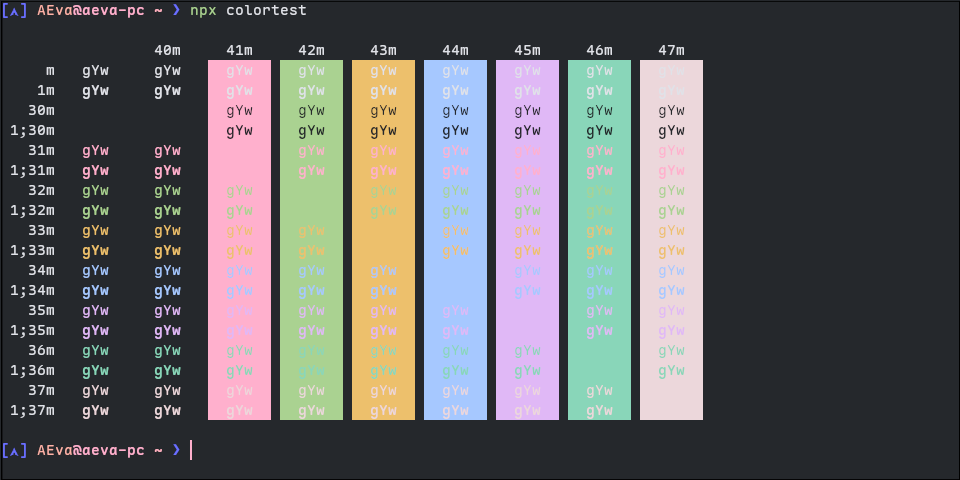 [⋏] AEva@aeva-pc ~ ❯ npx colortest
40m 41m 42m 43m 44m 45m 46m 47m
m gYw gYw gYw gYw gYw gYw gYw gYw gYw
1m gYw gYw gYw gYw gYw gYw gYw gYw gYw
30m gYw gYw gYw gYw gYw gYw gYw
1;30m gYw gYw gYw gYw gYw gYw gYw
31m gYw gYw gYw gYw gYw gYw gYw gYw
1;31m gYw gYw gYw gYw gYw gYw gYw gYw
32m gYw gYw gYw gYw gYw gYw gYw gYw
1;32m gYw gYw gYw gYw gYw gYw gYw gYw
33m gYw gYw gYw gYw gYw gYw gYw gYw
1;33m gYw gYw gYw gYw gYw gYw gYw gYw
34m gYw gYw gYw gYw gYw gYw gYw gYw
1;34m gYw gYw gYw gYw gYw gYw gYw gYw
35m gYw gYw gYw gYw gYw gYw gYw gYw
1;35m gYw gYw gYw gYw gYw gYw gYw gYw
36m gYw gYw gYw gYw gYw gYw gYw gYw
1;36m gYw gYw gYw gYw gYw gYw gYw gYw
37m gYw gYw gYw gYw gYw gYw gYw gYw
1;37m gYw gYw gYw gYw gYw gYw gYw gYw
[⋏] AEva@aeva-pc ~ ❯